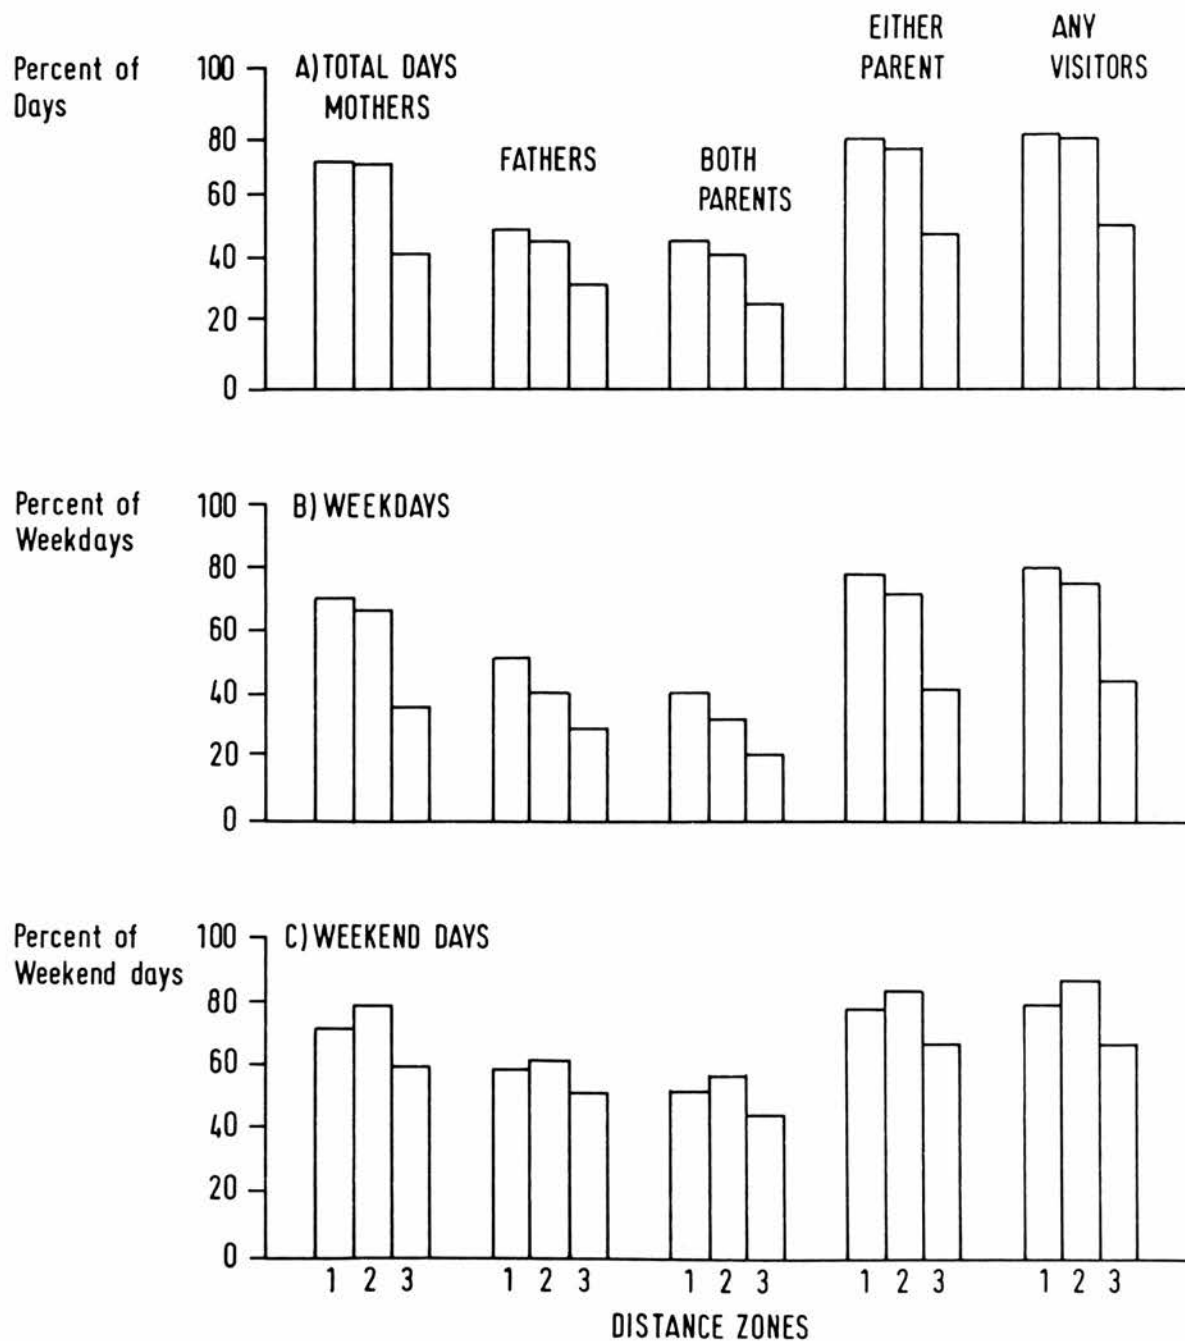 Percent of
Days
100
80
60
40
20
0
A) TOTAL DAYS
MOTHERS
FATHERS
BOTH
PARENTS
EITHER
PARENT
ANY
VISITORS
Percent of
Weekdays
100
80
60
40
20
0
B) WEEKDAYS
Percent of
Weekend days
100
80
60
40
20
0
C) WEEKEND DAYS
1 2 3 1 2 3 1 2 3 1 2 3 1 2 3
DISTANCE ZONES